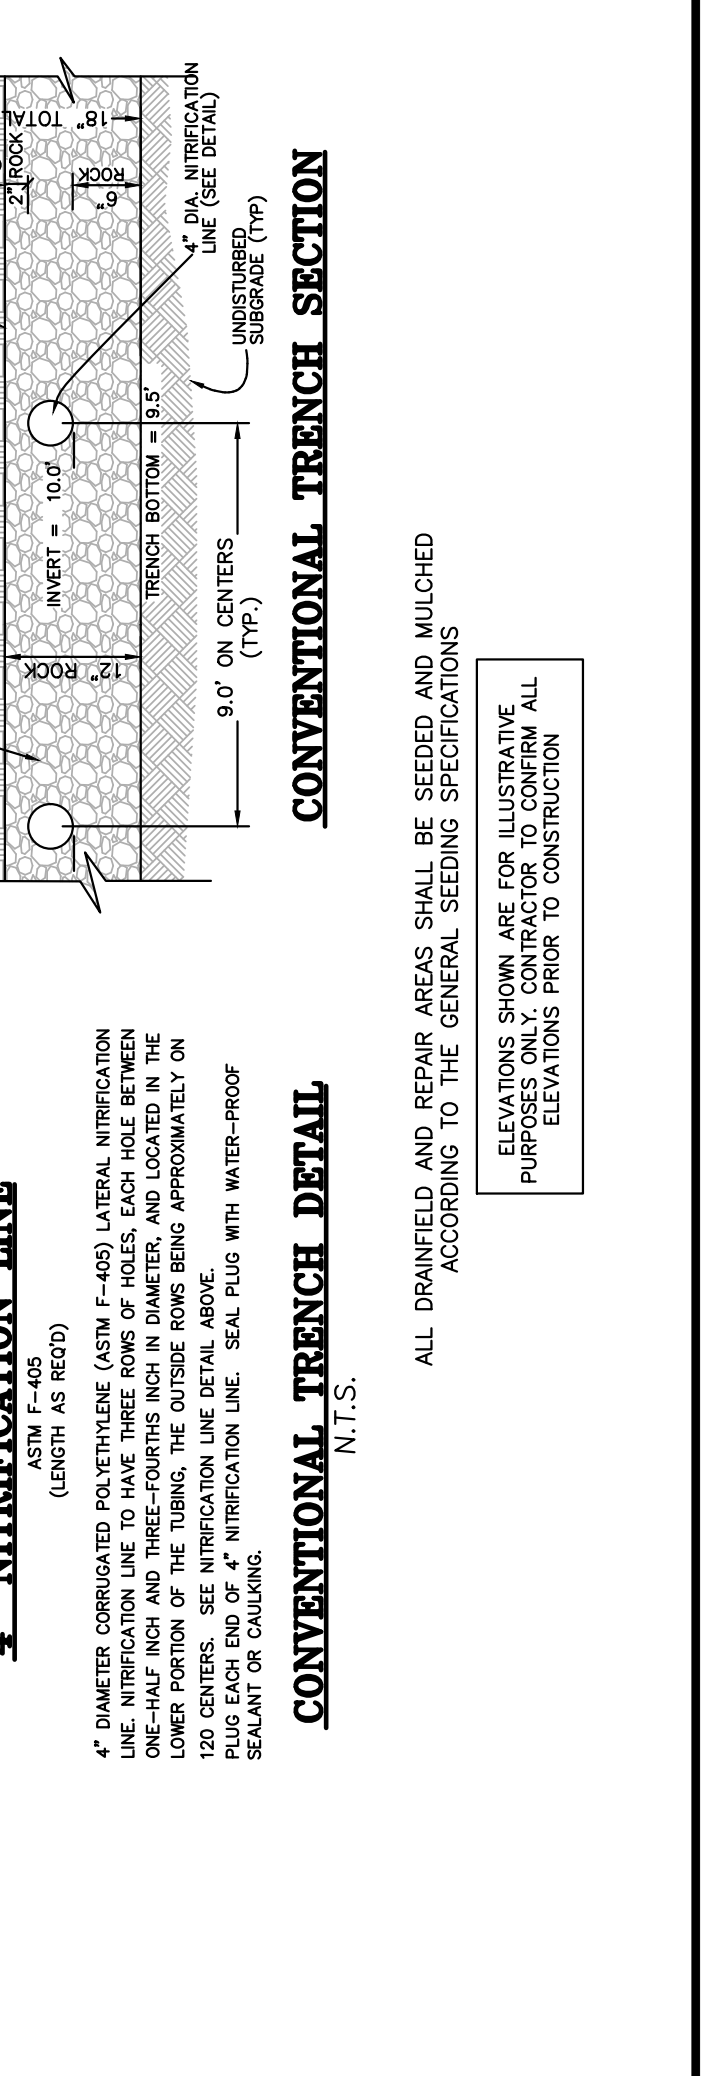 4" NITRIFICATION LINE
ASTM F-405
(LENGTH AS REQ'D)
4" DIAMETER CORRUGATED POLYETHYLENE (ASTM F-405) LATERAL NITRIFICATION
LINE. NITRIFICATION LINE TO HAVE THREE ROWS OF HOLES, EACH HOLE BETWEEN
ONE-HALF INCH AND THREE-FOURTHS INCH IN DIAMETER, AND LOCATED IN THE
LOWER PORTION OF THE TUBING, THE OUTSIDE ROWS BEING APPROXIMATELY ON
120 CENTERS. SEE NITRIFICATION LINE DETAIL ABOVE.
PLUG EACH END OF 4" NITRIFICATION LINE. SEAL PLUG WITH WATER-PROOF
SEALANT OR CAULKING.
CONVENTIONAL TRENCH DETAIL
N.T.S.
2" ROCK
18" TOTAL
6"
ROCK
12" ROCK
INVERT = 10.0'
TRENCH BOTTOM = 9.5'
4" DIA. NITRIFICATION
LINE (SEE DETAIL)
UNDISTURBED
SUBGRADE (TYP)
9.0' ON CENTERS
(TYP.)
CONVENTIONAL TRENCH SECTION
ALL DRAINFIELD AND REPAIR AREAS SHALL BE SEEDED AND MULCHED
ACCORDING TO THE GENERAL SEEDING SPECIFICATIONS
ELEVATIONS SHOWN ARE FOR ILLUSTRATIVE
PURPOSES ONLY. CONTRACTOR TO CONFIRM ALL
ELEVATIONS PRIOR TO CONSTRUCTION